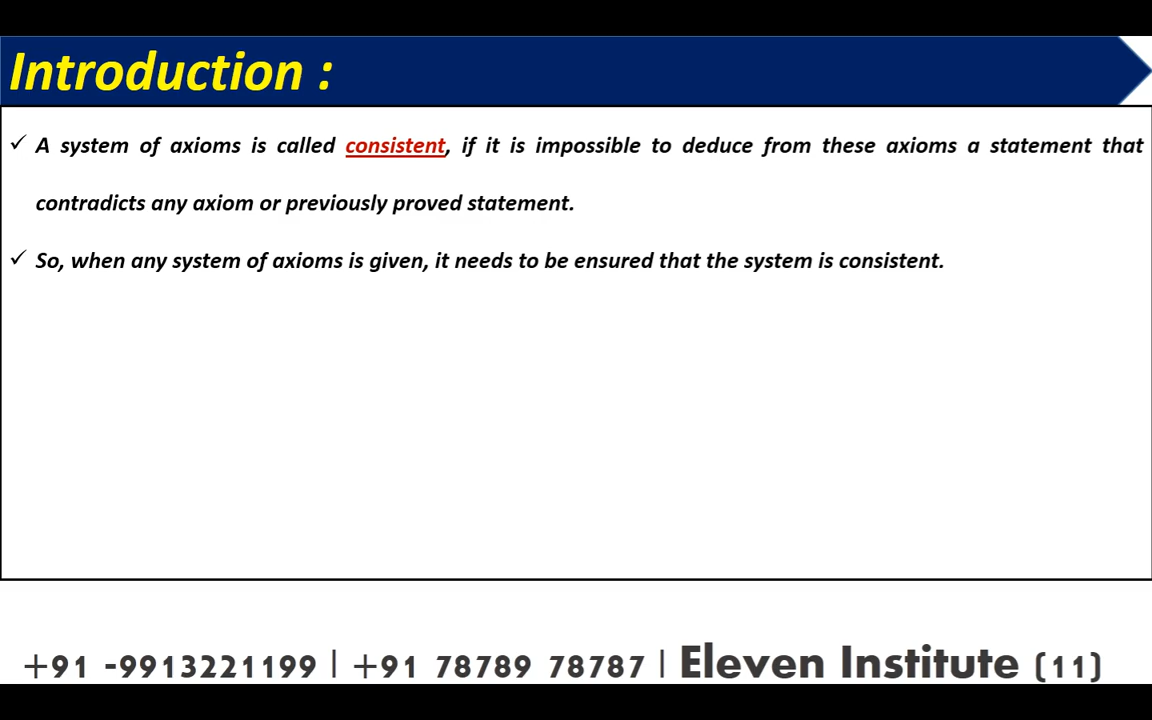 Introduction :
✓ A system of axioms is called consistent, if it is impossible to deduce from these axioms a statement that
contradicts any axiom or previously proved statement.
✓ So, when any system of axioms is given, it needs to be ensured that the system is consistent.
+91 -9913221199 | +91 78789 78787 | Eleven Institute (11)